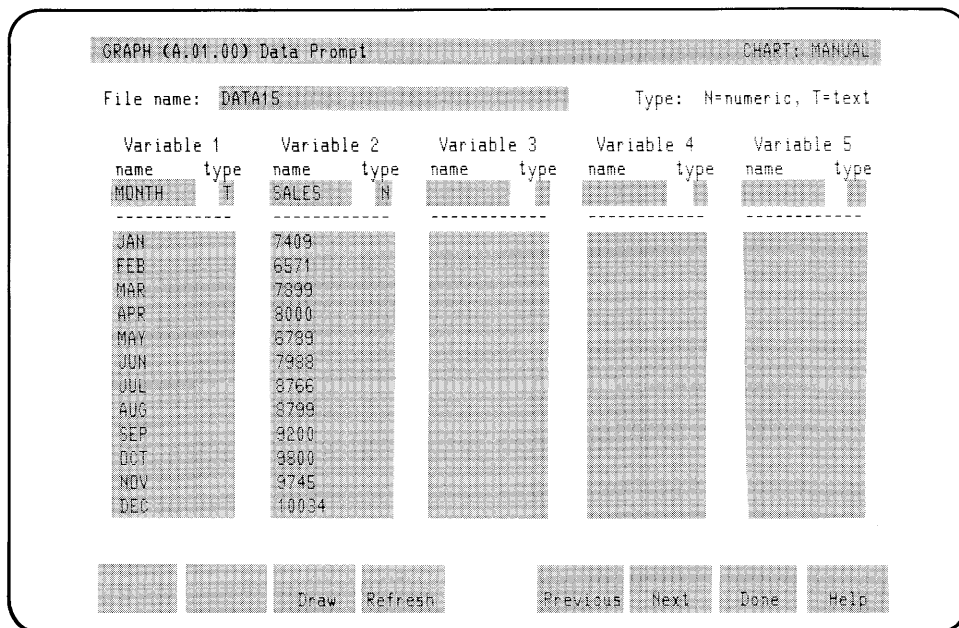 GRAPH (A.01.00) Data Prompt CHART: MANUAL
File name: DATA15 Type: N=numeric, T=text
Variable 1 Variable 2 Variable 3 Variable 4 Variable 5
name type name type name type name type name type
MONTH T SALES N
JAN 7409
FEB 6571
MAR 7899
APR 8000
MAY 6789
JUN 7988
JUL 8766
AUG 8799
SEP 9200
OCT 9800
NOV 9745
DEC 10034
Draw Refresh Previous Next Done Help